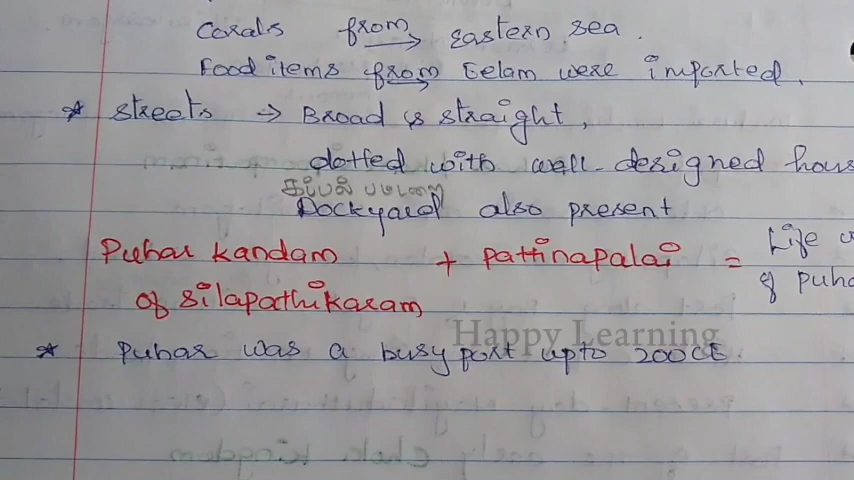 Corals from → Eastern sea.
Food items from → Eelam were imported.
* Streets → Broad & straight,
dotted with well-designed
கப்பல் பட்டறை
Dockyard also present
Puhar kandam + Pattinapalai = Life
of silapathikaram of
Happy Learning
* Puhar was a busy port upto 200CE.